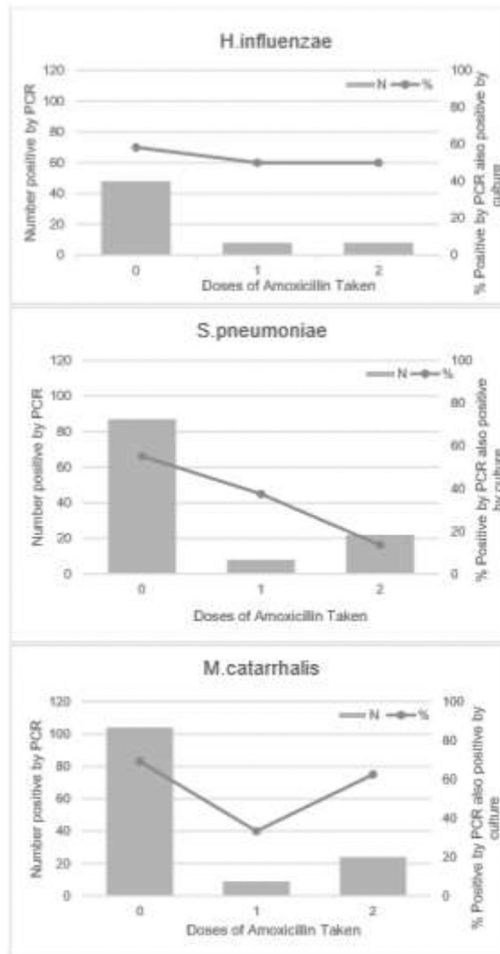 H.influenzae
120
100
80
60
40
20
0
Number positive by PCR
N %
100
80
60
40
20
0
% Positive by PCR also positive by
culture
0 1 2
Doses of Amoxicillin Taken
S.pneumoniae
120
100
80
60
40
20
0
Number positive by PCR
N %
100
80
60
40
20
0
% Positive by PCR also positive
by culture
0 1 2
Doses of Amoxicillin Taken
M.catarrhalis
120
100
80
60
40
20
0
Number positive by PCR
N %
100
80
60
40
20
0
% Positive by PCR also positive by
culture
0 1 2
Doses of Amoxicillin Taken